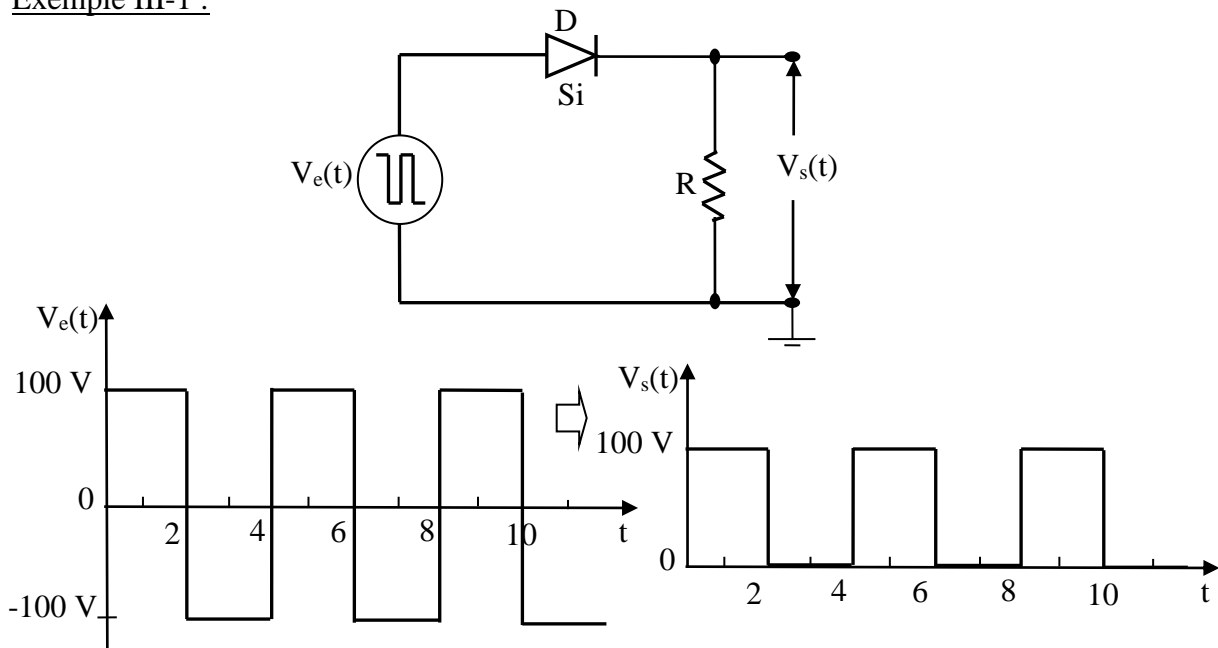 Exemple III-1 :
D
Si
Ve(t)
R
Vs(t)
Ve(t)
100 V
0
-100 V
2 4 6 8 10 t
Vs(t)
100 V
0
2 4 6 8 10 t